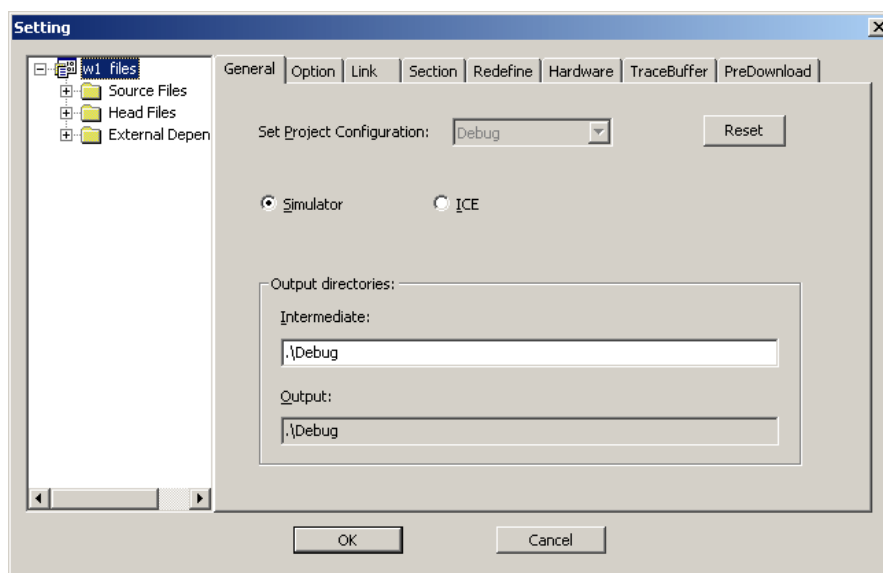 Setting
w1 files
Source Files
Head Files
External Depen
General Option Link Section Redefine Hardware TraceBuffer PreDownload
Set Project Configuration: Debug Reset
Simulator ICE
Output directories:
Intermediate:
.\Debug
Output:
.\Debug
OK Cancel